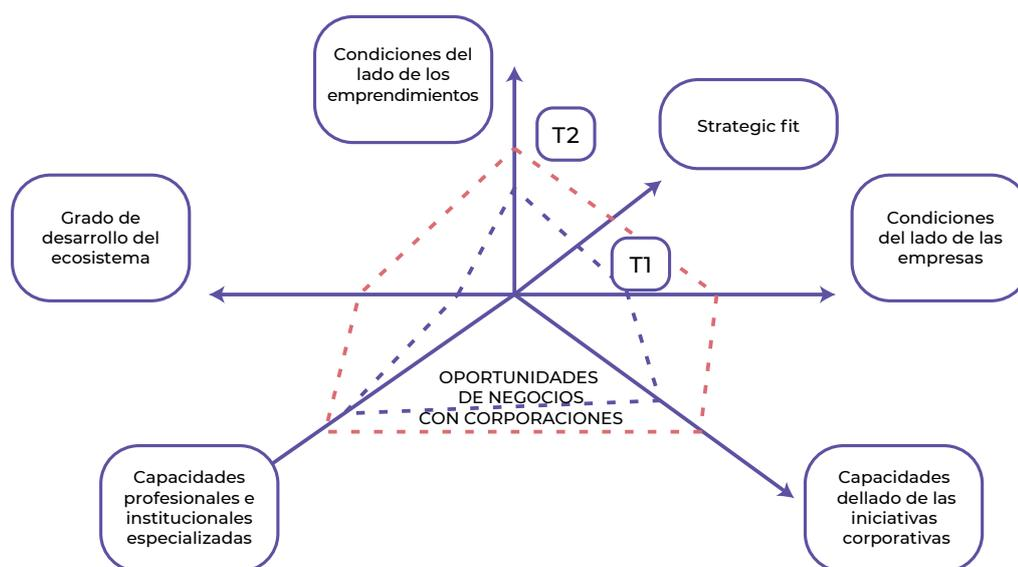 Condiciones del
lado de los
emprendimientos
T2
Strategic fit
Grado de
desarrollo del
ecosistema
T1
Condiciones
del lado de las
empresas
OPORTUNIDADES
DE NEGOCIOS
CON CORPORACIONES
Capacidades
profesionales e
institucionales
especializadas
Capacidades
dellado de las
iniciativas
corporativas